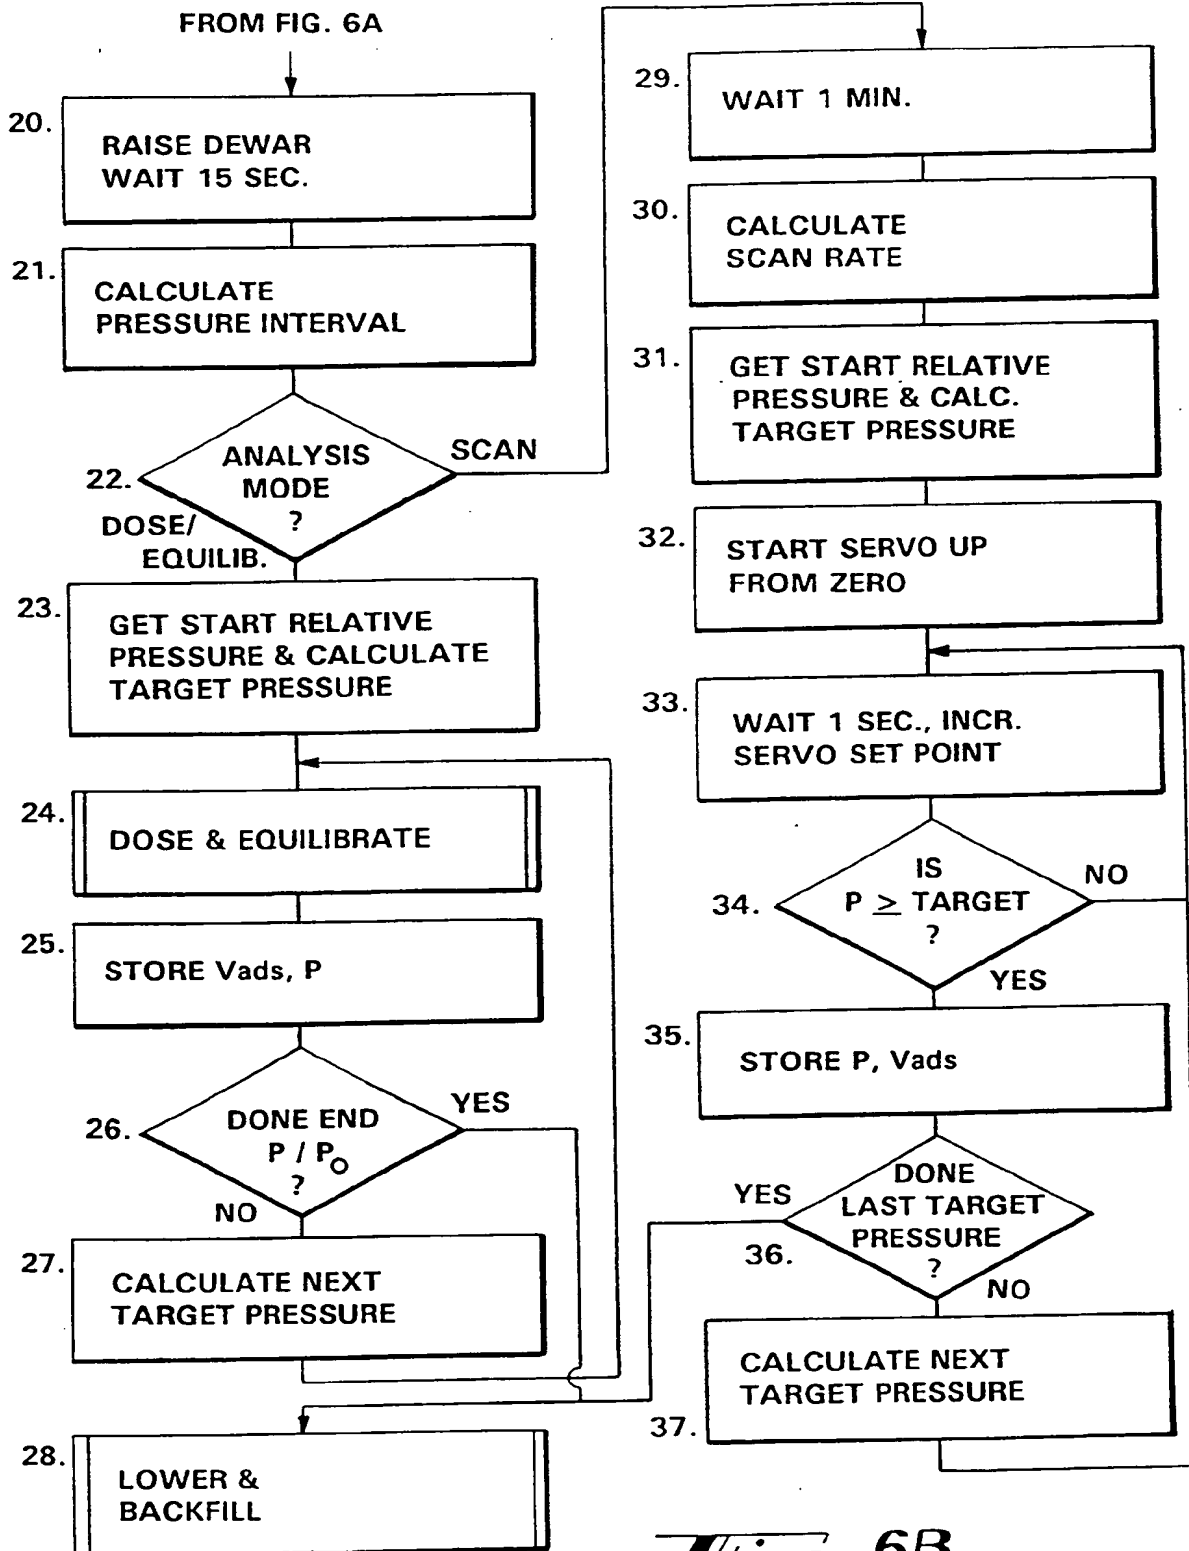 FROM FIG. 6A
20.
RAISE DEWAR
WAIT 15 SEC.
21.
CALCULATE
PRESSURE INTERVAL
22.
ANALYSIS
MODE
?
SCAN
DOSE/
EQUILIB.
23.
GET START RELATIVE
PRESSURE & CALCULATE
TARGET PRESSURE
24.
DOSE & EQUILIBRATE
25.
STORE Vads, P
26.
DONE END
P / PO
?
YES
NO
27.
CALCULATE NEXT
TARGET PRESSURE
28.
LOWER &
BACKFILL
29.
WAIT 1 MIN.
30.
CALCULATE
SCAN RATE
31.
GET START RELATIVE
PRESSURE & CALC.
TARGET PRESSURE
32.
START SERVO UP
FROM ZERO
33.
WAIT 1 SEC., INCR.
SERVO SET POINT
34.
IS
P ≥ TARGET
?
NO
YES
35.
STORE P, Vads
36.
DONE
LAST TARGET
PRESSURE
?
YES
NO
37.
CALCULATE NEXT
TARGET PRESSURE
6B